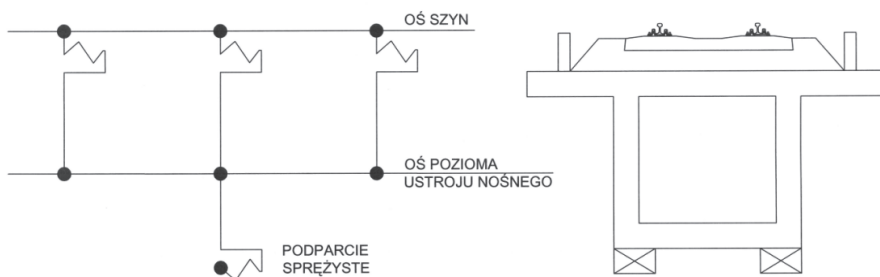 OŚ SZYN
OŚ POZIOMA
USTROJU NOŚNEGO
PODPARCIE
SPRĘŻYSTE